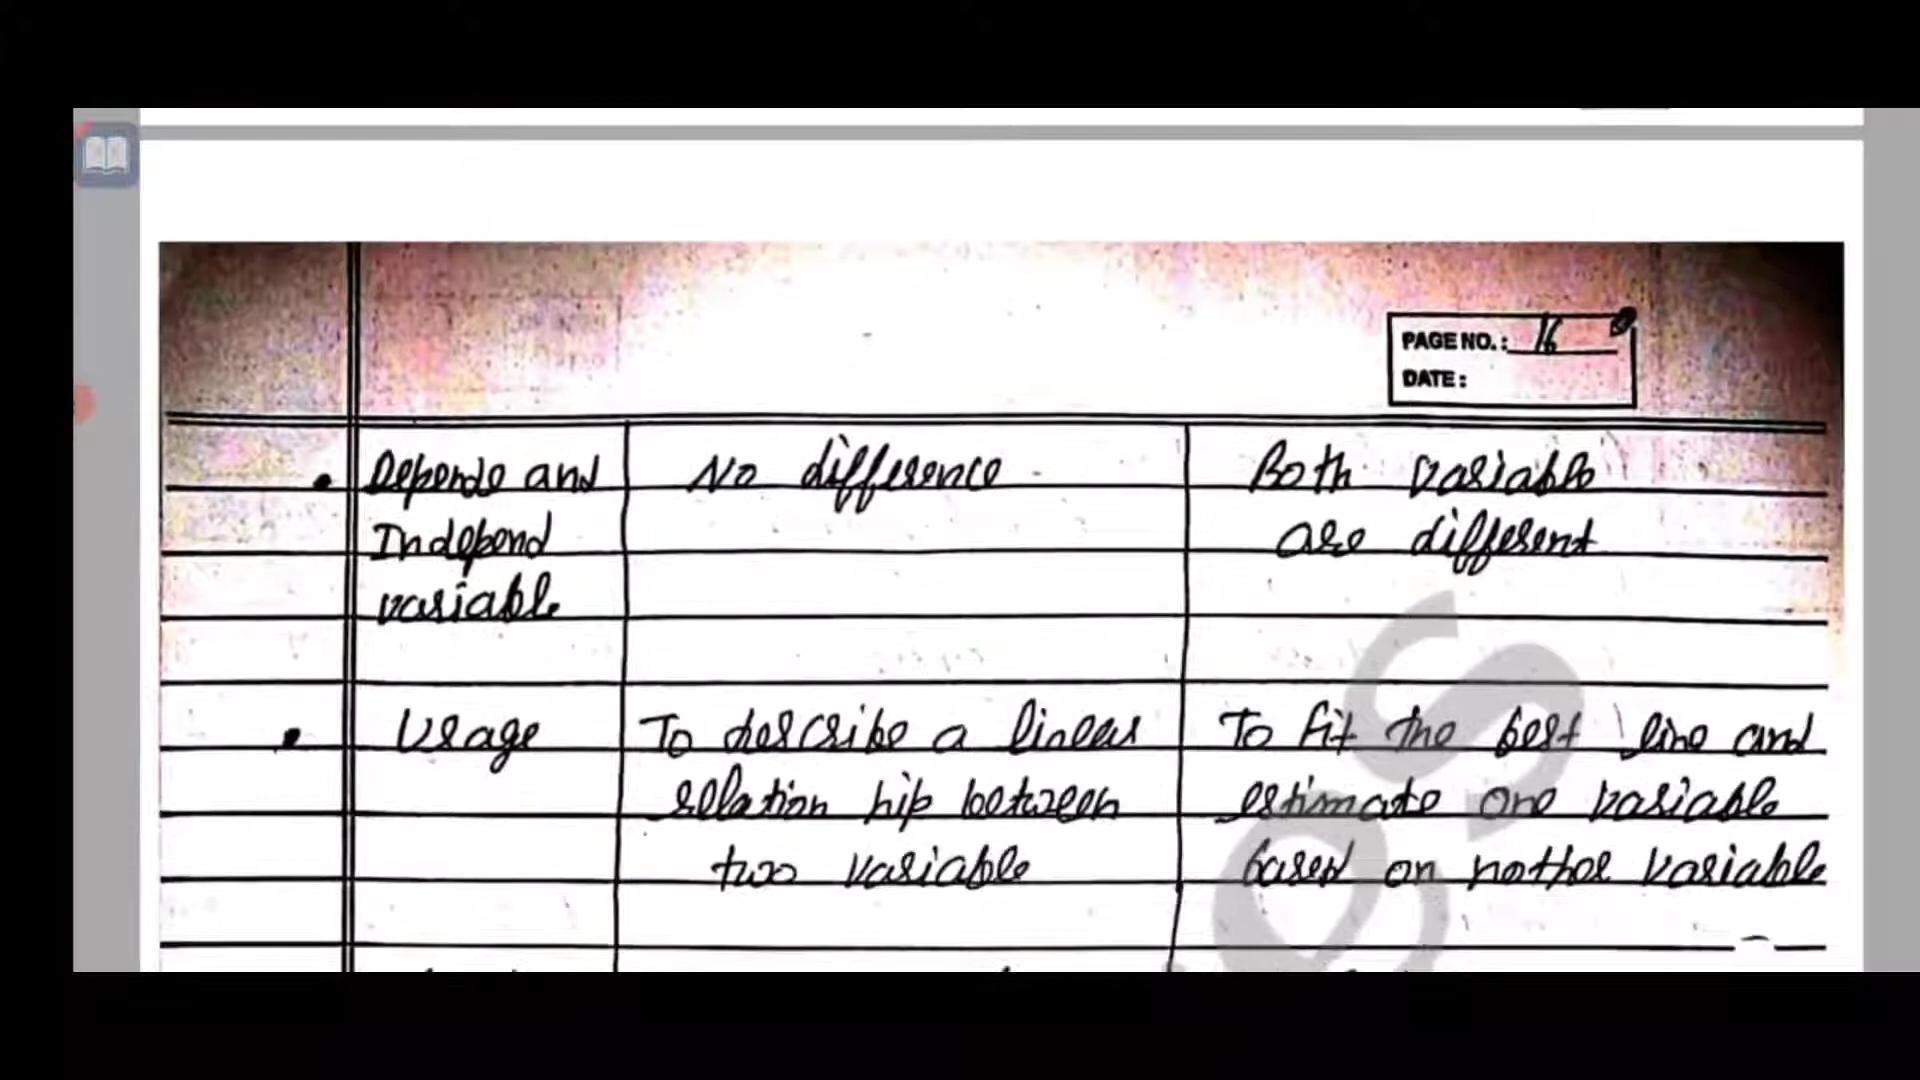 PAGE NO.: 16
DATE:
Depende and
Independ
variable
No difference
Both variable
are different
Usage
To describe a linear
relation hip between
two variable
To fit the best line and
estimate one variable
based on nother variable